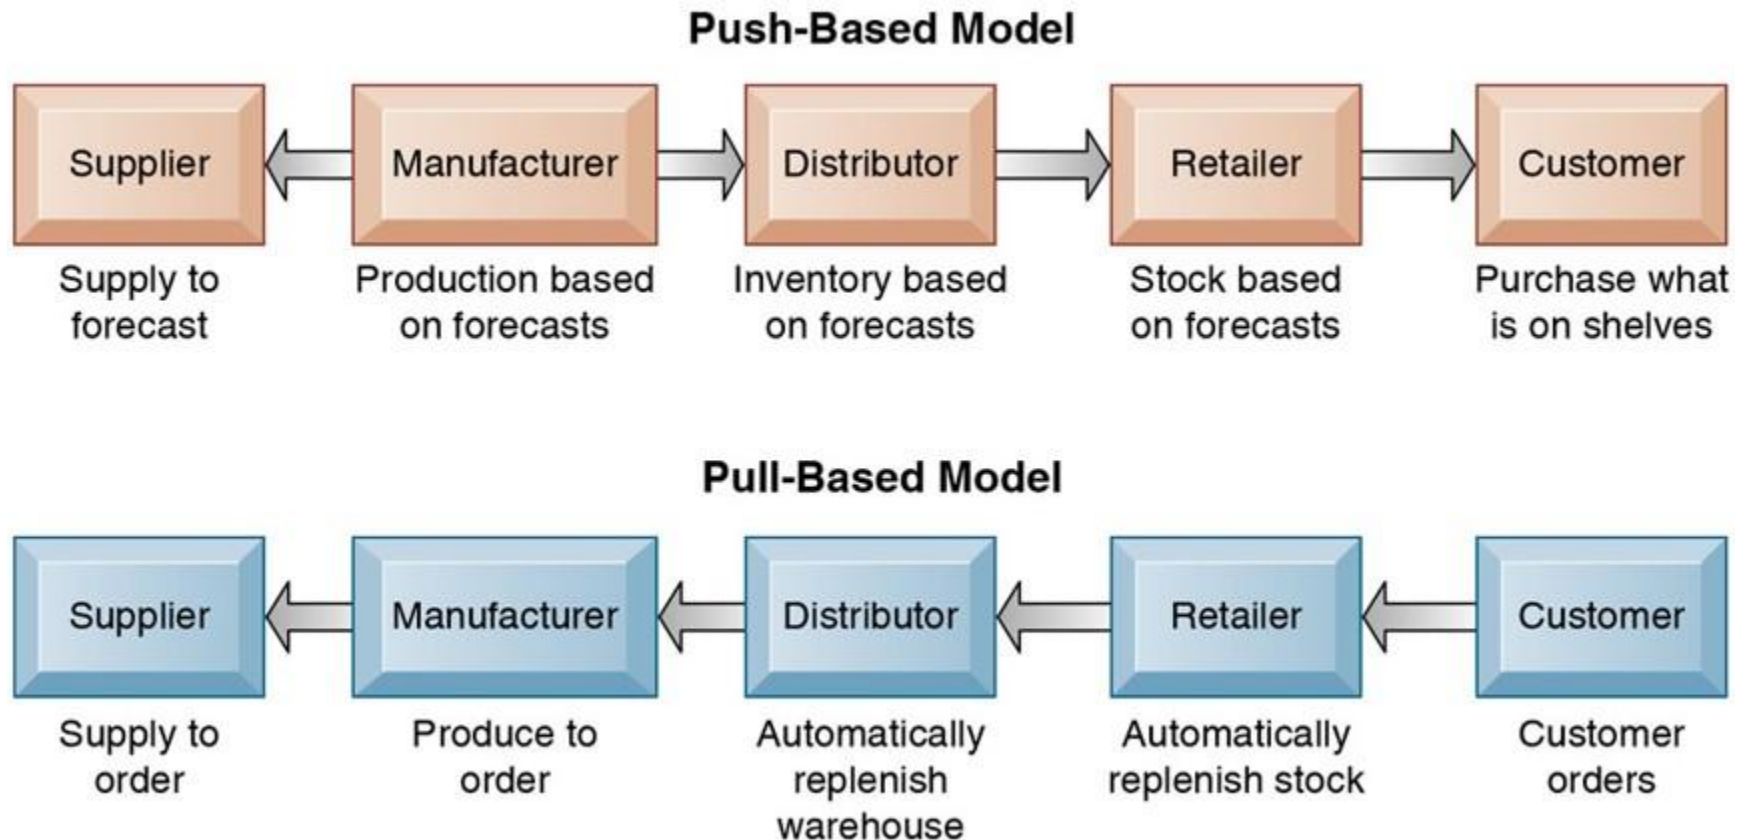 Push-Based Model
Supplier
Manufacturer
Distributor
Retailer
Customer
Supply to
forecast
Production based
on forecasts
Inventory based
on forecasts
Stock based
on forecasts
Purchase what
is on shelves
Pull-Based Model
Supplier
Manufacturer
Distributor
Retailer
Customer
Supply to
order
Produce to
order
Automatically
replenish
warehouse
Automatically
replenish stock
Customer
orders